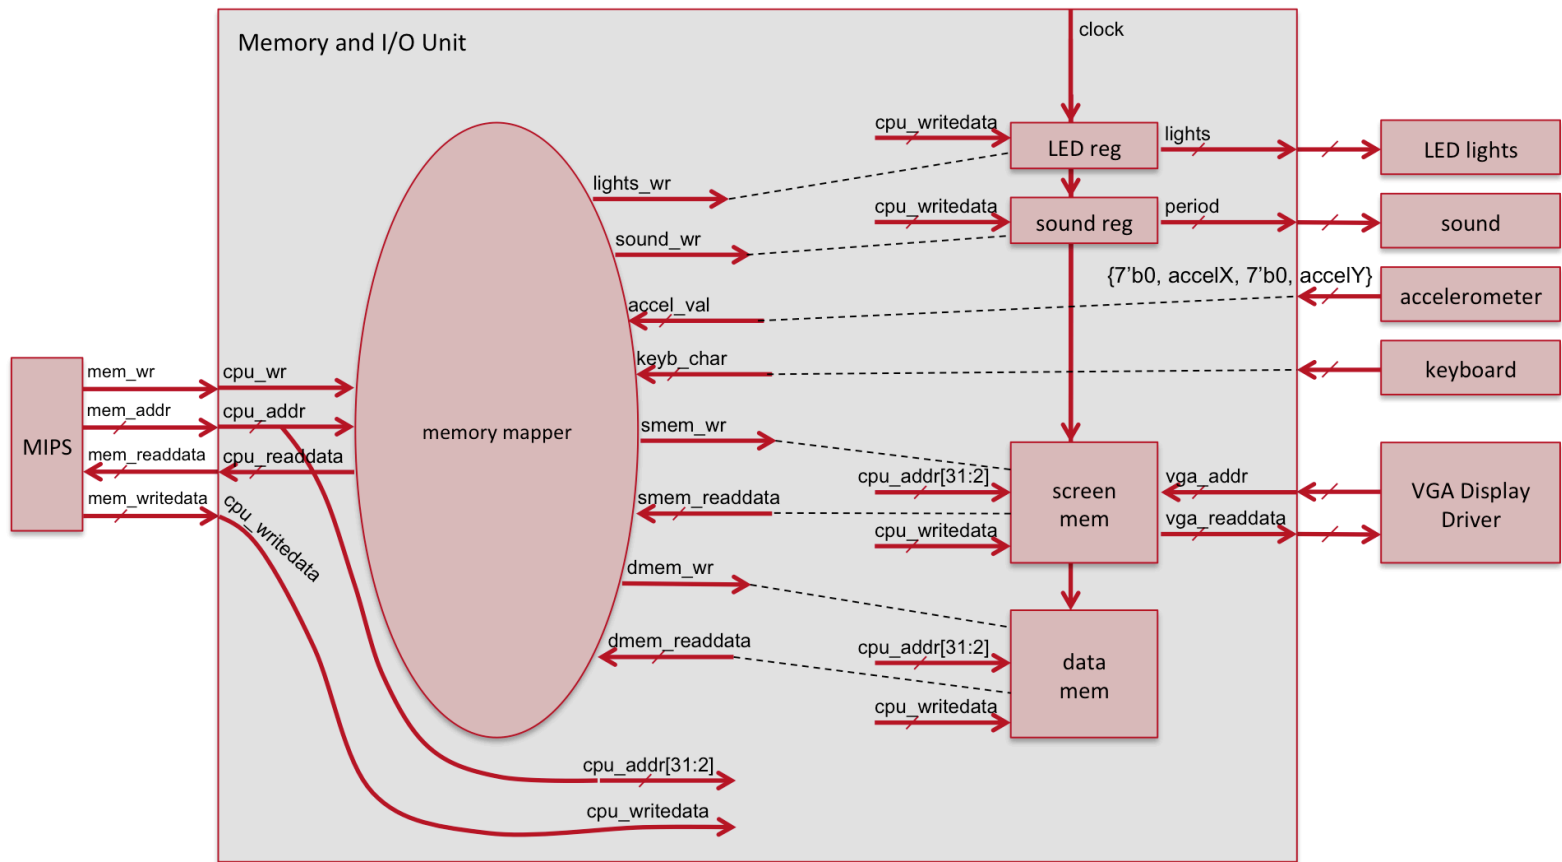 Memory and I/O Unit
clock
cpu_writedata
LED reg
lights
LED lights
lights_wr
cpu_writedata
sound reg
period
sound
sound_wr
{7’b0, accelX, 7’b0, accelY}
accelerometer
accel_val
keyb_char
keyboard
MIPS
mem_wr
cpu_wr
mem_addr
cpu_addr
mem_readdata
cpu_readdata
mem_writedata
cpu_writedata
memory mapper
smem_wr
cpu_addr[31:2]
smem_readdata
cpu_writedata
screen
mem
vga_addr
vga_readdata
VGA Display
Driver
dmem_wr
dmem_readdata
cpu_addr[31:2]
cpu_writedata
data
mem
cpu_addr[31:2]
cpu_writedata